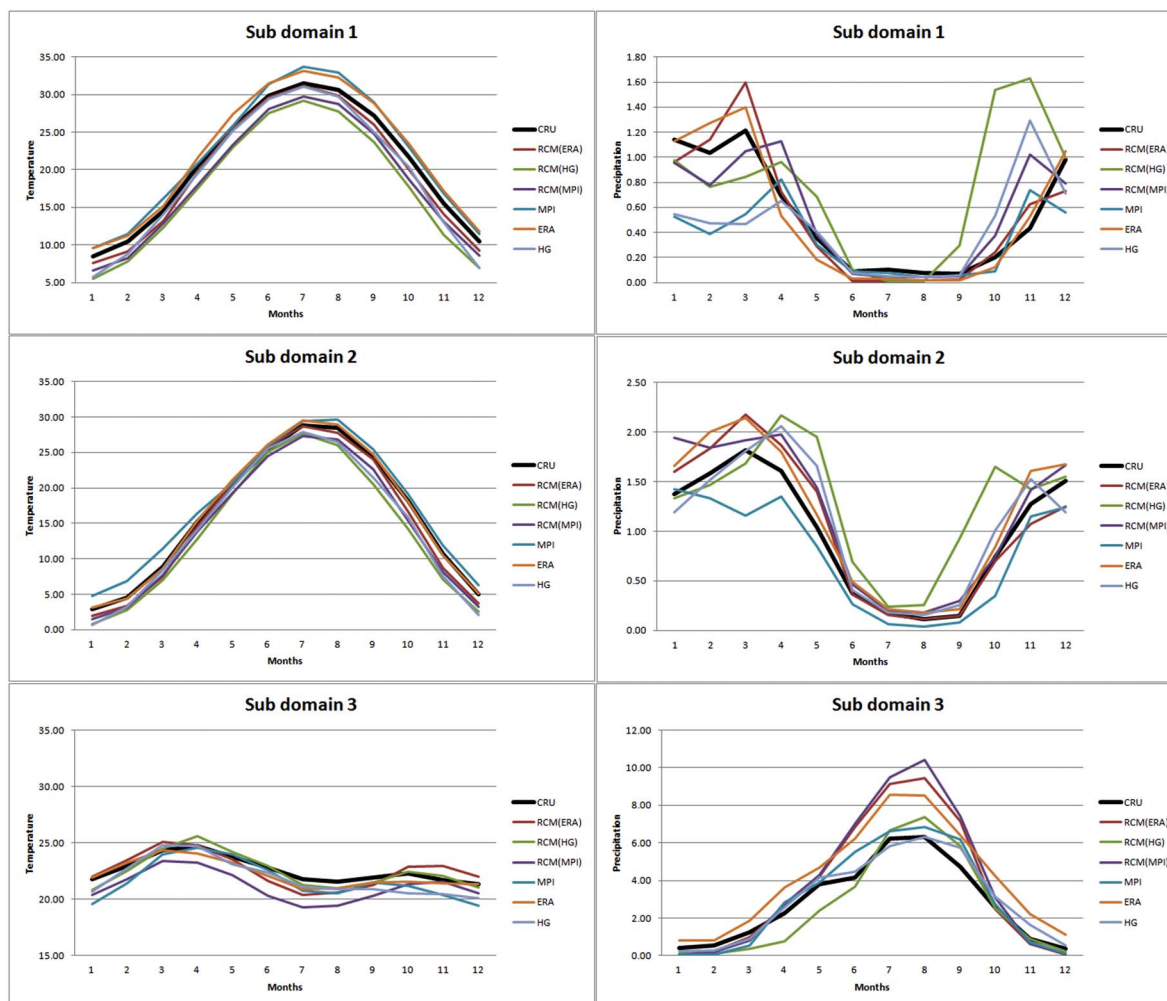 Sub domain 1
35.00
30.00
25.00
20.00
15.00
10.00
5.00
Temperature
1 2 3 4 5 6 7 8 9 10 11 12
Months
CRU
RCM(ERA)
RCM(HG)
RCM(MPI)
MPI
ERA
HG
Sub domain 1
1.80
1.60
1.40
1.20
1.00
0.80
0.60
0.40
0.20
0.00
Precipitation
1 2 3 4 5 6 7 8 9 10 11 12
Months
CRU
RCM(ERA)
RCM(HG)
RCM(MPI)
MPI
ERA
HG
Sub domain 2
35.00
30.00
25.00
20.00
15.00
10.00
5.00
0.00
Temperature
1 2 3 4 5 6 7 8 9 10 11 12
Months
CRU
RCM(ERA)
RCM(HG)
RCM(MPI)
MPI
ERA
HG
Sub domain 2
2.50
2.00
1.50
1.00
0.50
0.00
Precipitation
1 2 3 4 5 6 7 8 9 10 11 12
Months
CRU
RCM(ERA)
RCM(HG)
RCM(MPI)
MPI
ERA
HG
Sub domain 3
35.00
30.00
25.00
20.00
15.00
Temperature
1 2 3 4 5 6 7 8 9 10 11 12
Months
CRU
RCM(ERA)
RCM(HG)
RCM(MPI)
MPI
ERA
HG
Sub domain 3
12.00
10.00
8.00
6.00
4.00
2.00
0.00
Precipitation
1 2 3 4 5 6 7 8 9 10 11 12
Months
CRU
RCM(ERA)
RCM(HG)
RCM(MPI)
MPI
ERA
HG